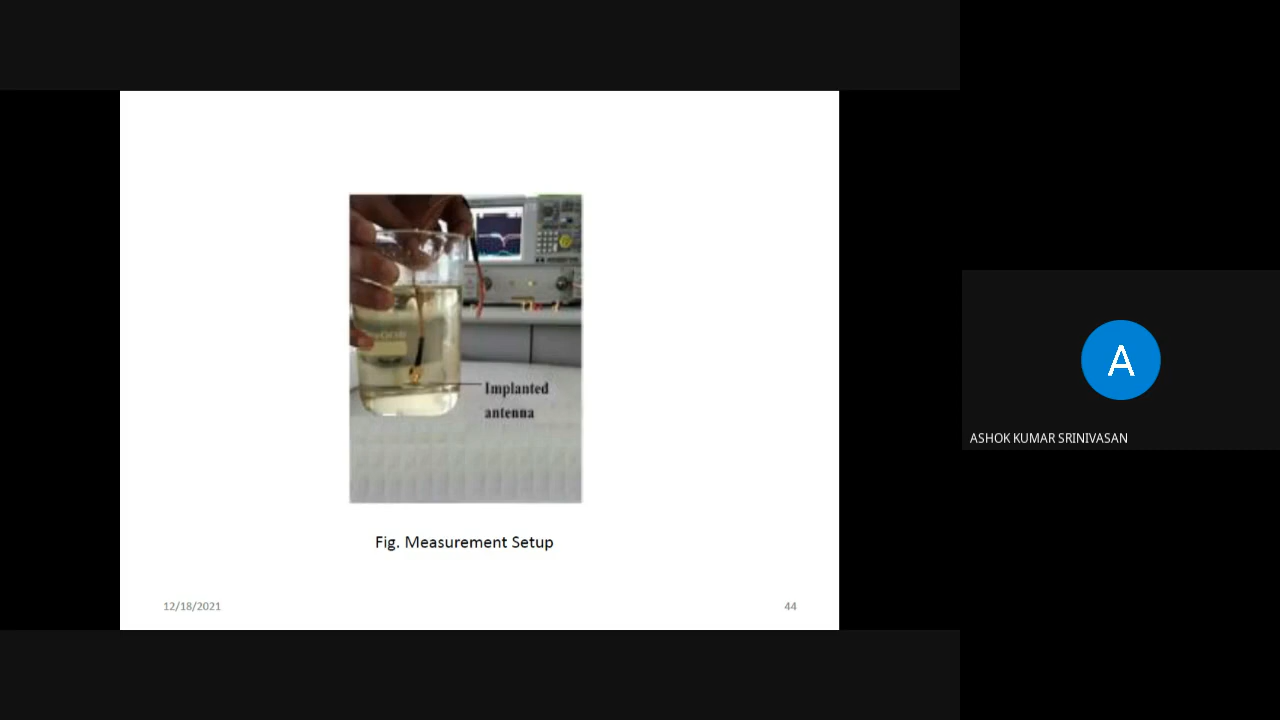 Implanted
antenna
Fig. Measurement Setup
12/18/2021
44
A
ASHOK KUMAR SRINIVASAN